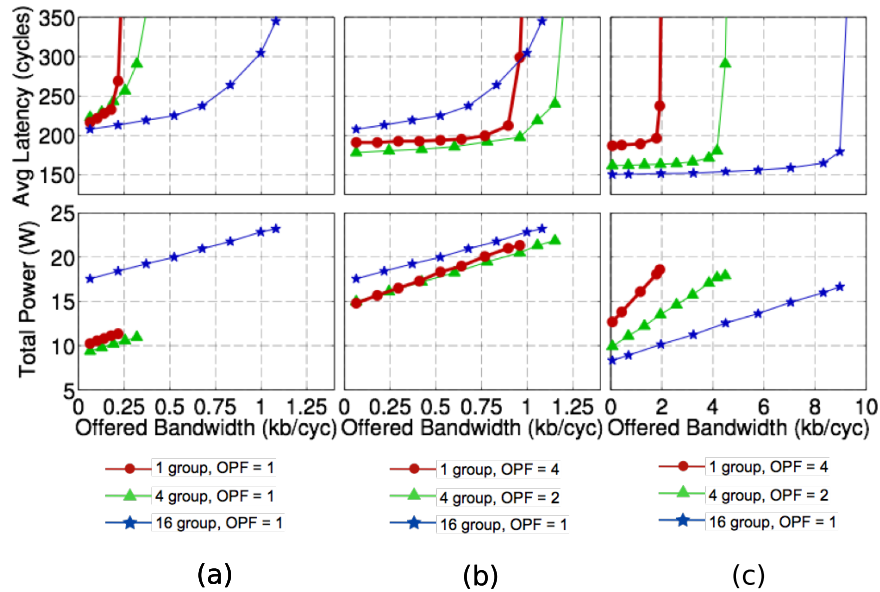 350
300
250
200
150
Avg Latency (cycles)
25
20
15
10
5
Total Power (W)
0 0.25 0.5 0.75 1 1.25
0 0.25 0.5 0.75 1 1.25
0 2 4 6 8 10
Offered Bandwidth (kb/cyc)
Offered Bandwidth (kb/cyc)
Offered Bandwidth (kb/cyc)
1 group, OPF = 1
4 group, OPF = 1
16 group, OPF = 1
1 group, OPF = 4
4 group, OPF = 2
16 group, OPF = 1
1 group, OPF = 4
4 group, OPF = 2
16 group, OPF = 1
(a) (b) (c)